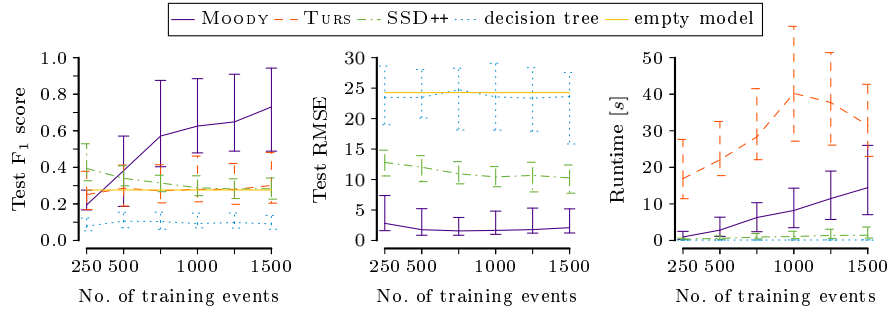 MOODY TURS SSD++ decision tree empty model
Test F1 score
1.0
0.8
0.6
0.4
0.2
0.0
250 500 1000 1500
No. of training events
Test RMSE
30
25
20
15
10
5
0
250 500 1000 1500
No. of training events
Runtime [s]
50
40
30
20
10
0
250 500 1000 1500
No. of training events